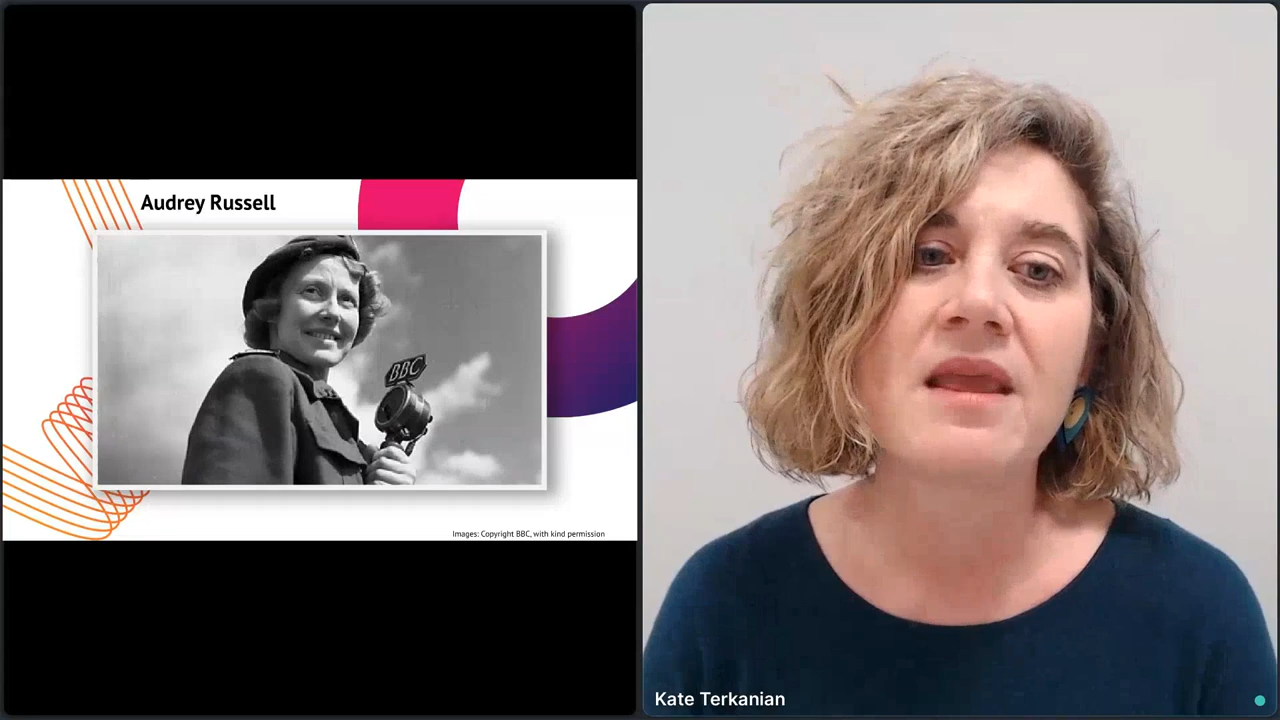 Audrey Russell
BBC
Images: Copyright BBC, with kind permission
Kate Terkanian